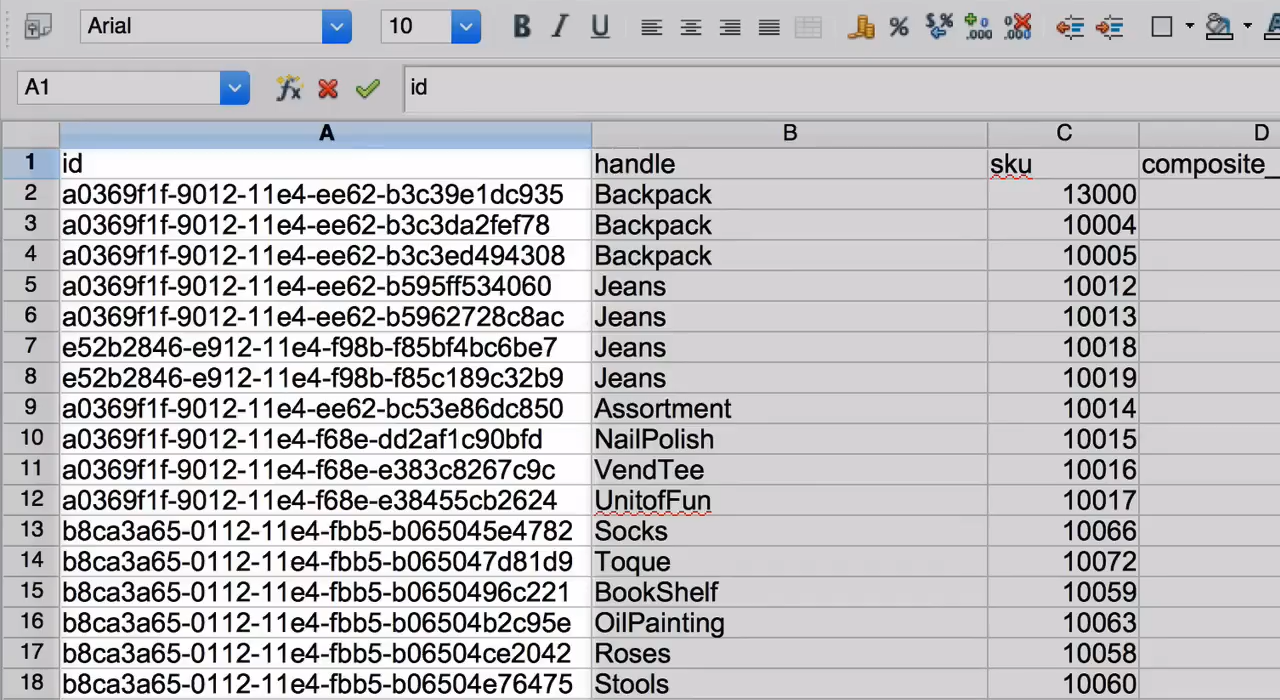 Arial 10 B I U % $,% .000 0 .000
A1 fx id
A B C D
1 id handle sku composite_
2 a0369f1f-9012-11e4-ee62-b3c39e1dc935 Backpack 13000
3 a0369f1f-9012-11e4-ee62-b3c3da2fef78 Backpack 10004
4 a0369f1f-9012-11e4-ee62-b3c3ed494308 Backpack 10005
5 a0369f1f-9012-11e4-ee62-b595ff534060 Jeans 10012
6 a0369f1f-9012-11e4-ee62-b5962728c8ac Jeans 10013
7 e52b2846-e912-11e4-f98b-f85bf4bc6be7 Jeans 10018
8 e52b2846-e912-11e4-f98b-f85c189c32b9 Jeans 10019
9 a0369f1f-9012-11e4-ee62-bc53e86dc850 Assortment 10014
10 a0369f1f-9012-11e4-f68e-dd2af1c90bfd NailPolish 10015
11 a0369f1f-9012-11e4-f68e-e383c8267c9c VendTee 10016
12 a0369f1f-9012-11e4-f68e-e38455cb2624 UnitofFun 10017
13 b8ca3a65-0112-11e4-fbb5-b065045e4782 Socks 10066
14 b8ca3a65-0112-11e4-fbb5-b065047d81d9 Toque 10072
15 b8ca3a65-0112-11e4-fbb5-b0650496c221 BookShelf 10059
16 b8ca3a65-0112-11e4-fbb5-b06504b2c95e OilPainting 10063
17 b8ca3a65-0112-11e4-fbb5-b06504ce2042 Roses 10058
18 b8ca3a65-0112-11e4-fbb5-b06504e76475 Stools 10060